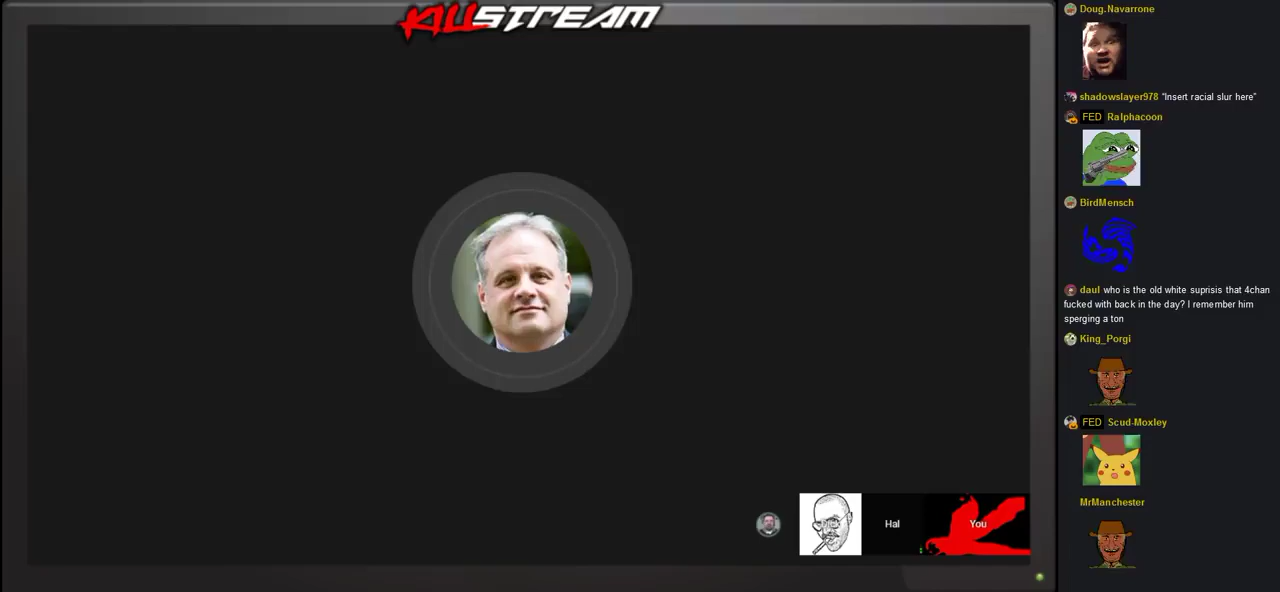 KILLSTREAM
Doug.Navarrone
shadowslayer978 "Insert racial slur here"
FED Ralphacoon
BirdMensch
daul who is the old white suprisis that 4chan
fucked with back in the day? I remember him
sperging a ton
King_Porgi
FED Scud-Moxley
MrManchester
Hal
You